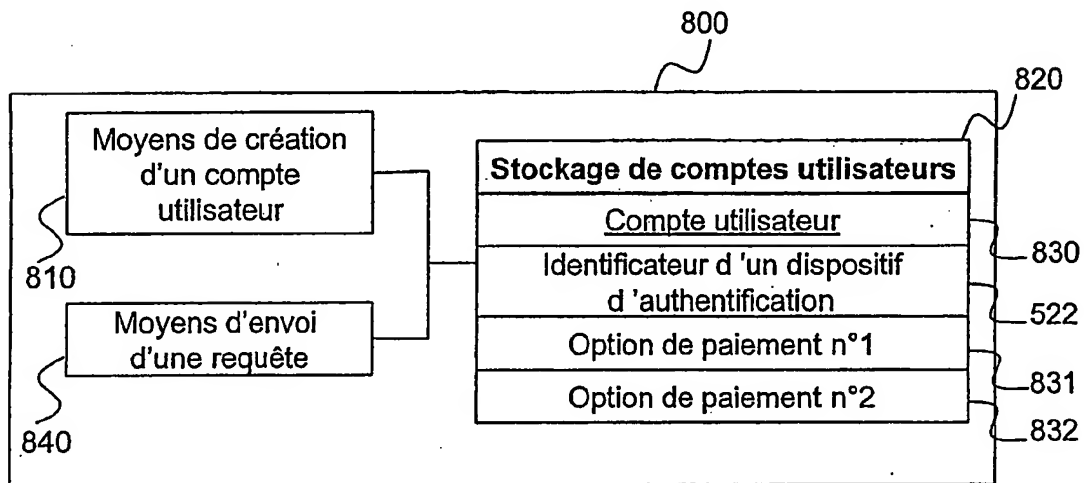 800
820
Moyens de création
d'un compte
utilisateur
810
Stockage de comptes utilisateurs
Compte utilisateur
830
Identificateur d 'un dispositif
d 'authentification
522
Moyens d'envoi
d'une requête
840
Option de paiement n°1
831
Option de paiement n°2
832